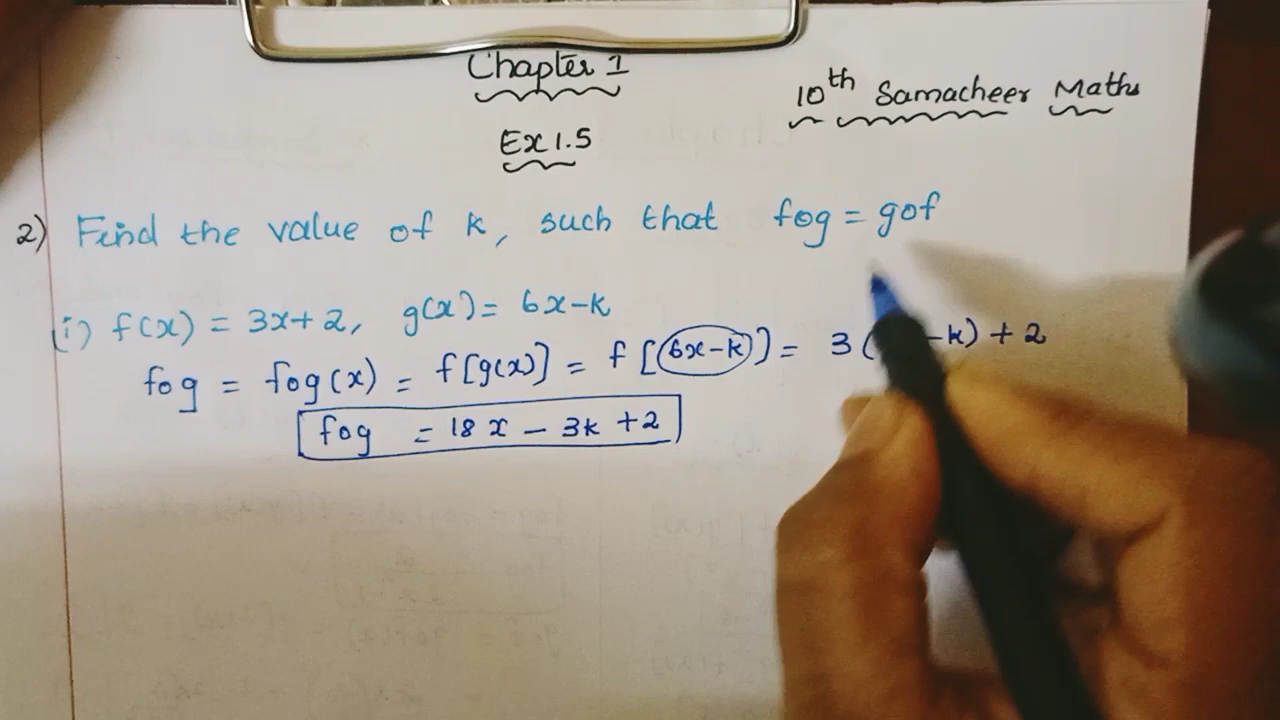 Chapter 1
10th Samacheer Maths
Ex 1.5
2) Find the value of k, such that fog = gof
(i) f(x) = 3x+2, g(x) = 6x-k
fog = fog(x) = f[g(x)] = f[(6x-k)] = 3( -k) + 2
fog = 18x - 3k + 2